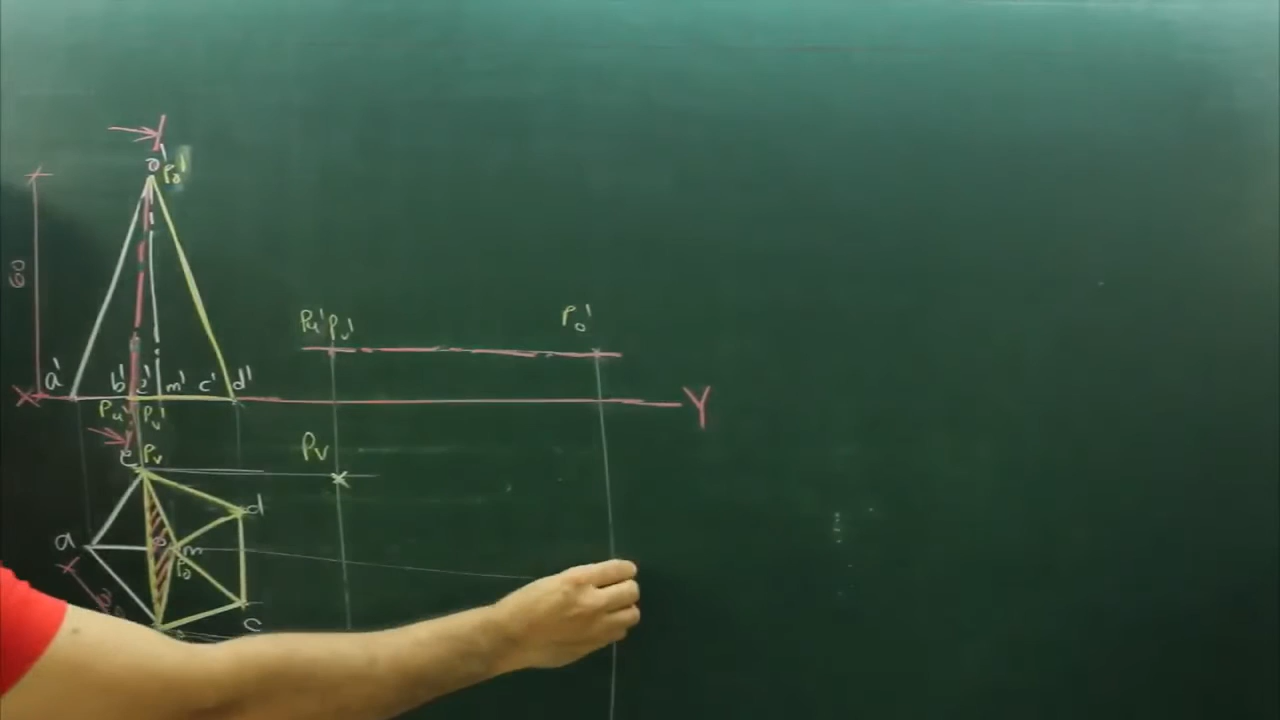 o'
P₀'
60
Pu' Pv'
P₀'
X a' b' e' m' c' d'
Y
Pu' Pv'
e Pv
Pv
d
a
o m
P₀
c